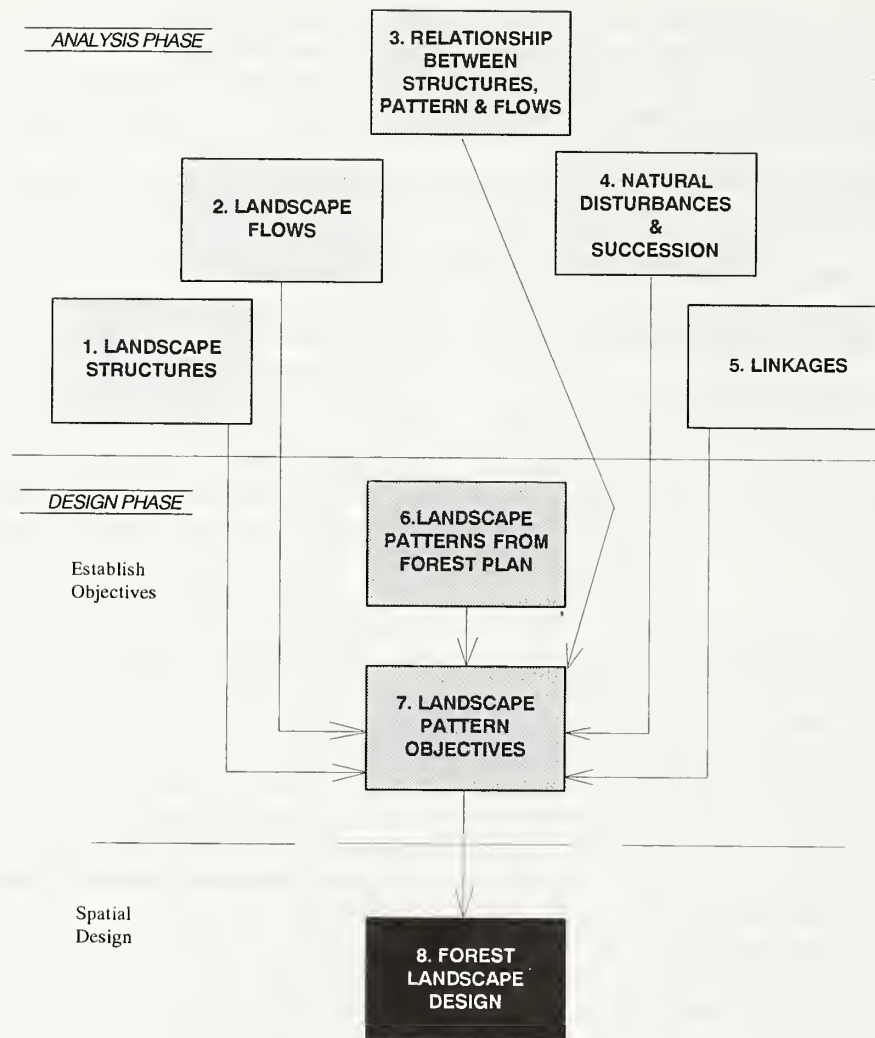 ANALYSIS PHASE
3. RELATIONSHIP
BETWEEN
STRUCTURES,
PATTERN & FLOWS
2. LANDSCAPE
FLOWS
4. NATURAL
DISTURBANCES
&
SUCCESSION
1. LANDSCAPE
STRUCTURES
5. LINKAGES
DESIGN PHASE
Establish
Objectives
6.LANDSCAPE
PATTERNS FROM
FOREST PLAN
7. LANDSCAPE
PATTERN
OBJECTIVES
Spatial
Design
8. FOREST
LANDSCAPE
DESIGN